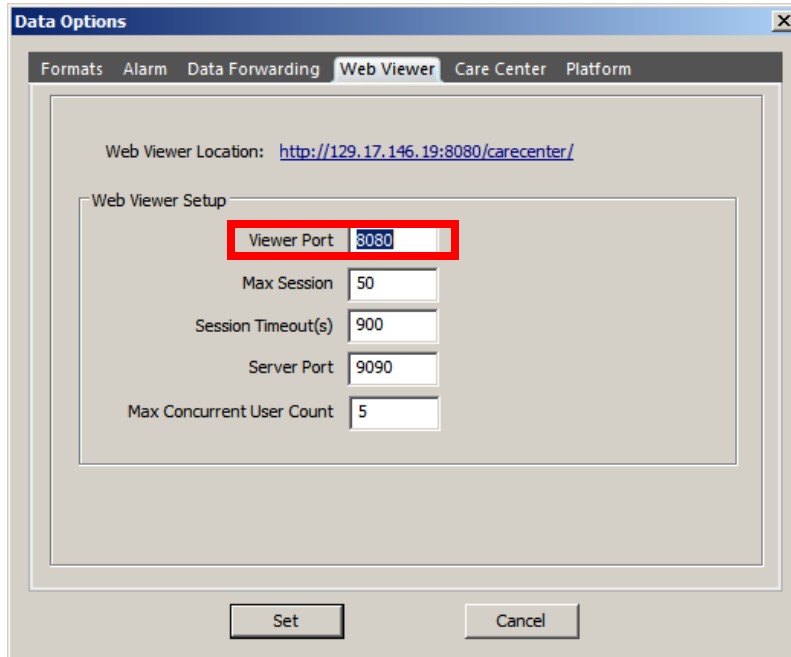 Data Options
Formats Alarm Data Forwarding Web Viewer Care Center Platform
Web Viewer Location: http://129.17.146.19:8080/carecenter/
Web Viewer Setup
Viewer Port 8080
Max Session 50
Session Timeout(s) 900
Server Port 9090
Max Concurrent User Count 5
Set Cancel